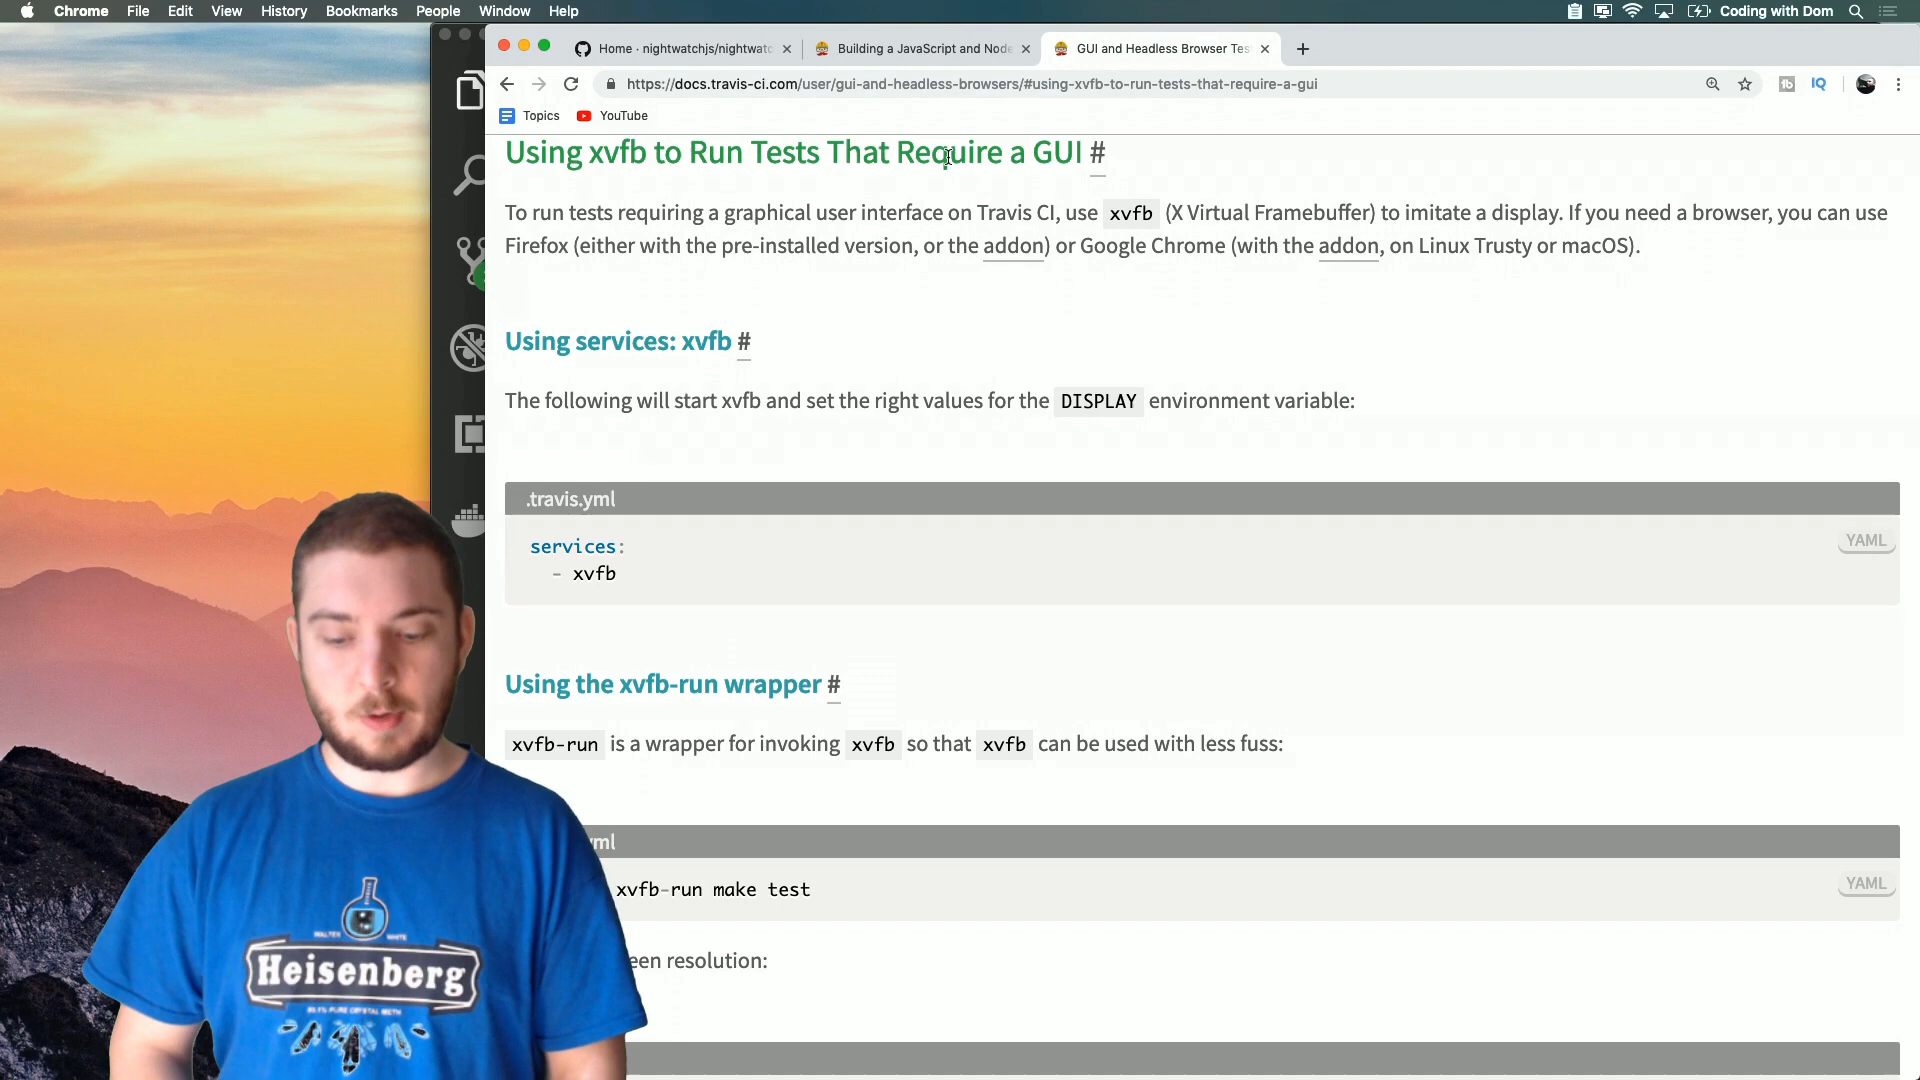 Chrome File Edit View History Bookmarks People Window Help Coding with Dom
Home · nightwatchjs/nightwatc Building a JavaScript and Node GUI and Headless Browser Tes
https://docs.travis-ci.com/user/gui-and-headless-browsers/#using-xvfb-to-run-tests-that-require-a-gui IQ
Topics YouTube
Using xvfb to Run Tests That Require a GUI #
To run tests requiring a graphical user interface on Travis CI, use xvfb (X Virtual Framebuffer) to imitate a display. If you need a browser, you can use
Firefox (either with the pre-installed version, or the addon) or Google Chrome (with the addon, on Linux Trusty or macOS).
Using services: xvfb #
The following will start xvfb and set the right values for the DISPLAY environment variable:
.travis.yml
services:
- xvfb
YAML
Using the xvfb-run wrapper #
xvfb-run is a wrapper for invoking xvfb so that xvfb can be used with less fuss:
ml
xvfb-run make test
YAML
een resolution:
Heisenberg